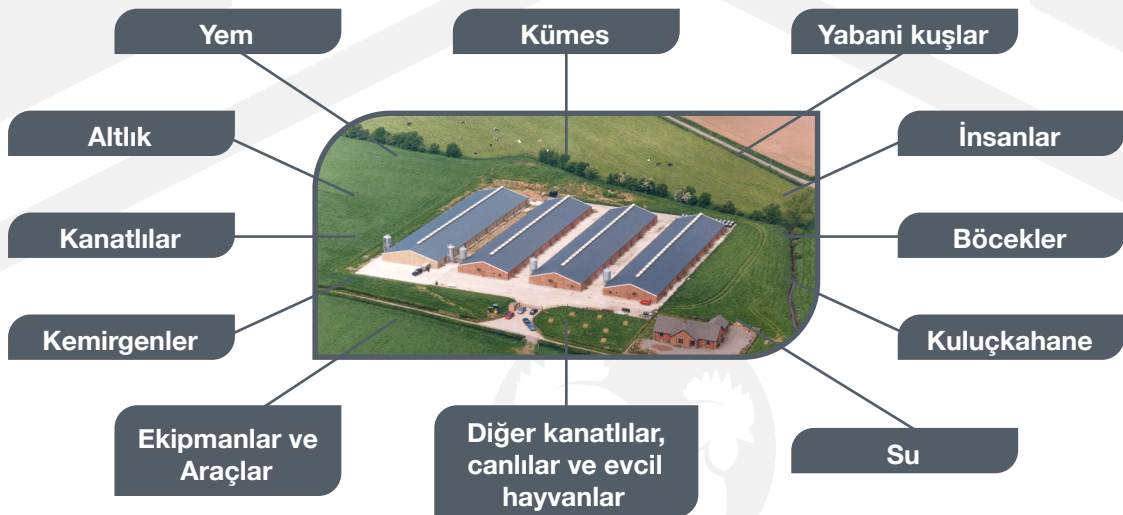 Yem
Kümes
Yabani kuşlar
Altlık
İnsanlar
Kanatlılar
Böcekler
Kemirgenler
Kuluçkahane
Ekipmanlar ve
Araçlar
Diğer kanatlılar,
canlılar ve evcil
hayvanlar
Su